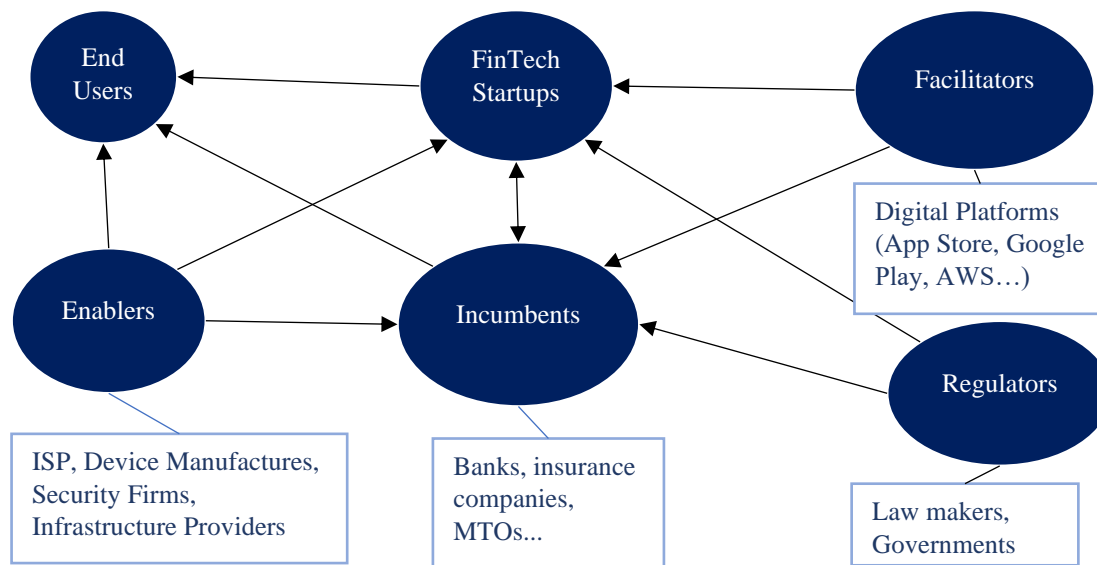 End
Users
FinTech
Startups
Facilitators
Digital Platforms
(App Store, Google
Play, AWS…)
Enablers
Incumbents
Regulators
ISP, Device Manufactures,
Security Firms,
Infrastructure Providers
Banks, insurance
companies,
MTOs...
Law makers,
Governments